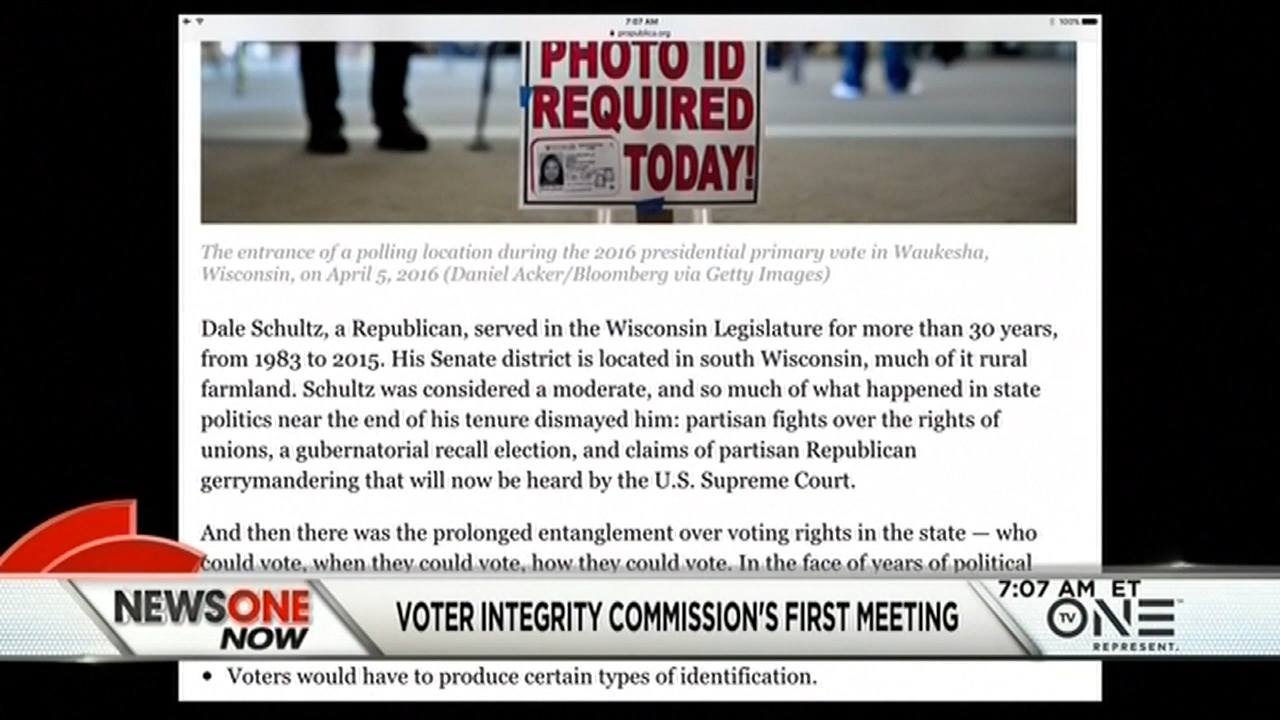 7:07 AM
100%
propublica.org
PHOTO ID
REQUIRED
TODAY!
The entrance of a polling location during the 2016 presidential primary vote in Waukesha,
Wisconsin, on April 5, 2016 (Daniel Acker/Bloomberg via Getty Images)
Dale Schultz, a Republican, served in the Wisconsin Legislature for more than 30 years,
from 1983 to 2015. His Senate district is located in south Wisconsin, much of it rural
farmland. Schultz was considered a moderate, and so much of what happened in state
politics near the end of his tenure dismayed him: partisan fights over the rights of
unions, a gubernatorial recall election, and claims of partisan Republican
gerrymandering that will now be heard by the U.S. Supreme Court.
And then there was the prolonged entanglement over voting rights in the state — who
could vote, when they could vote, how they could vote. In the face of years of political
NEWSONE
NOW
VOTER INTEGRITY COMMISSION'S FIRST MEETING
7:07 AM ET
TV ONE
REPRESENT.
• Voters would have to produce certain types of identification.